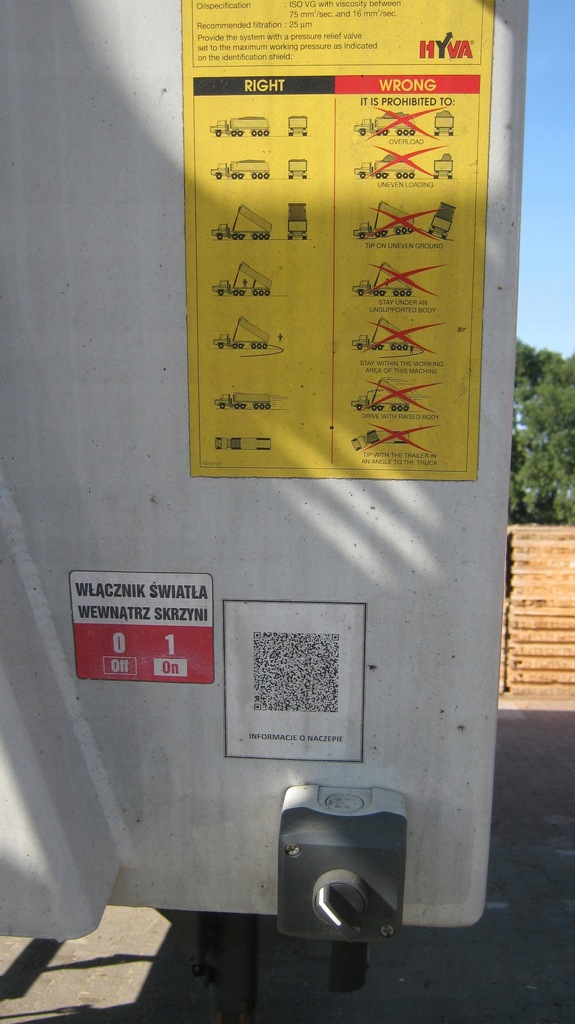 Oilspecification : ISO VG with viscosity between
75 mm²/sec. and 16 mm²/sec.
Recommended filtration : 25 µm
Provide the system with a pressure relief valve
set to the maximum working pressure as indicated
on the identification shield.
HYVA
RIGHT
WRONG
IT IS PROHIBITED TO:
OVERLOAD
UNEVEN LOADING
TIP ON UNEVEN GROUND
STAY UNDER AN
UNSUPPORTED BODY
STAY WITHIN THE WORKING
AREA OF THIS MACHINE
DRIVE WITH RAISED BODY
TIP WITH THE TRAILER IN
AN ANGLE TO THE TRUCK
WŁĄCZNIK ŚWIATŁA
WEWNĄTRZ SKRZYNI
0 1
Off On
INFORMACJE O NACZEPIE